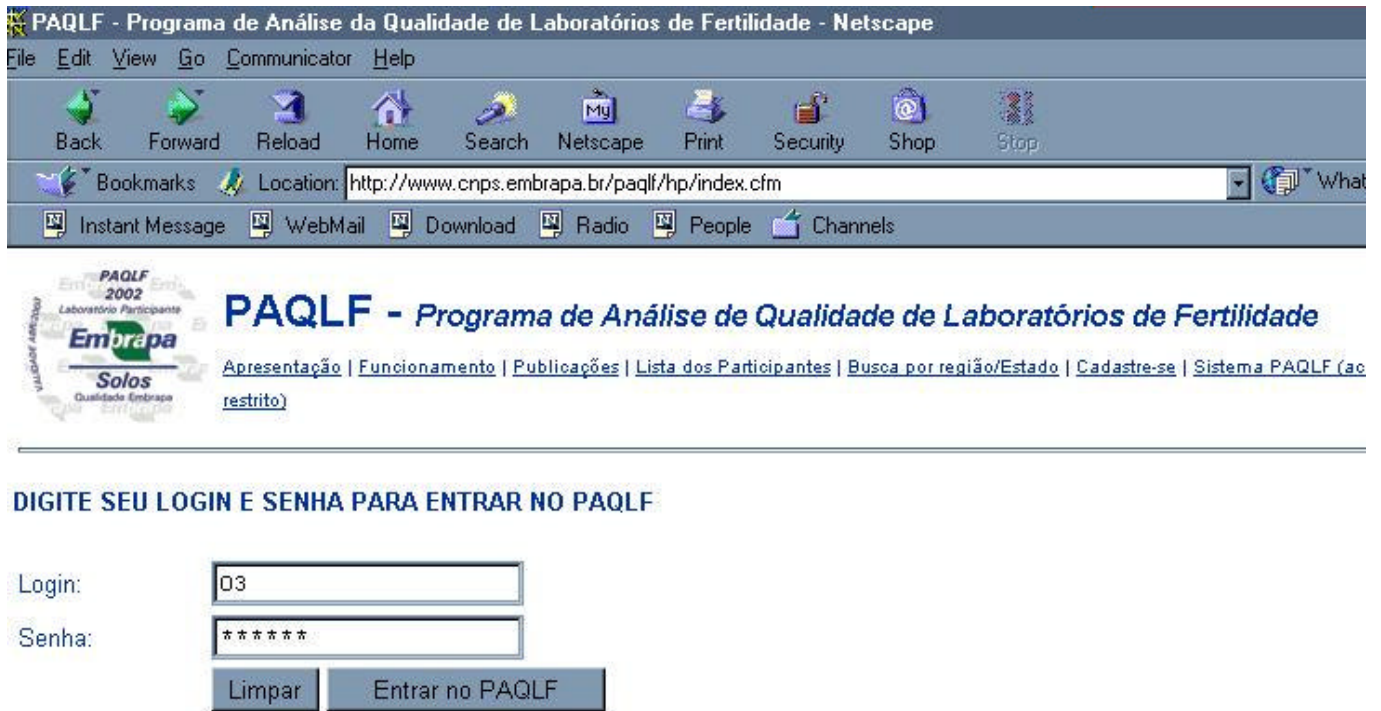 PAQLF - Programa de Análise da Qualidade de Laboratórios de Fertilidade - Netscape
File Edit View Go Communicator Help
My
Back Forward Reload Home Search Netscape Print Security Shop Stop
Bookmarks Location: http://www.cnps.embrapa.br/paqlf/hp/index.cfm What
Instant Message WebMail Download Radio People Channels
PAQLF
2002
Laboratório Participante
Embrapa
Solos
Qualidade Embrapa
PAQLF - Programa de Análise de Qualidade de Laboratórios de Fertilidade
Apresentação | Funcionamento | Publicações | Lista dos Participantes | Busca por região/Estado | Cadastre-se | Sistema PAQLF (ac
restrito)
DIGITE SEU LOGIN E SENHA PARA ENTRAR NO PAQLF
Login: 03
Senha: ******
Limpar Entrar no PAQLF